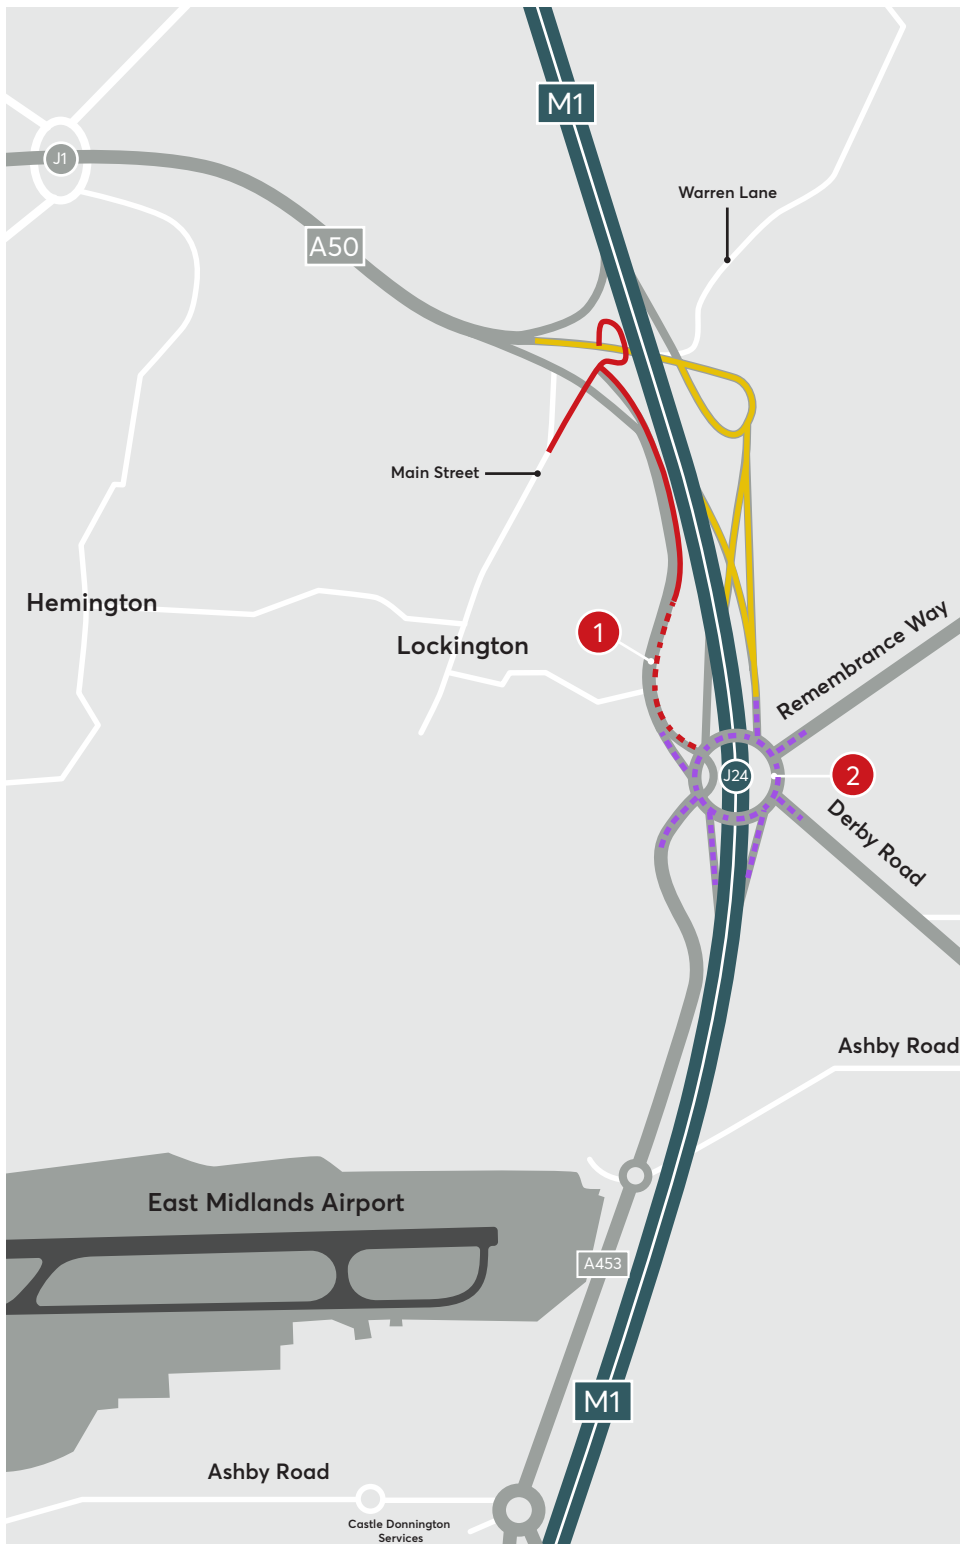 M1
J1
Warren Lane
A50
Main Street
Hemington
1
Lockington
Remembrance Way
J24
2
Derby Road
Ashby Road
East Midlands Airport
A453
M1
Ashby Road
Castle Donnington
Services